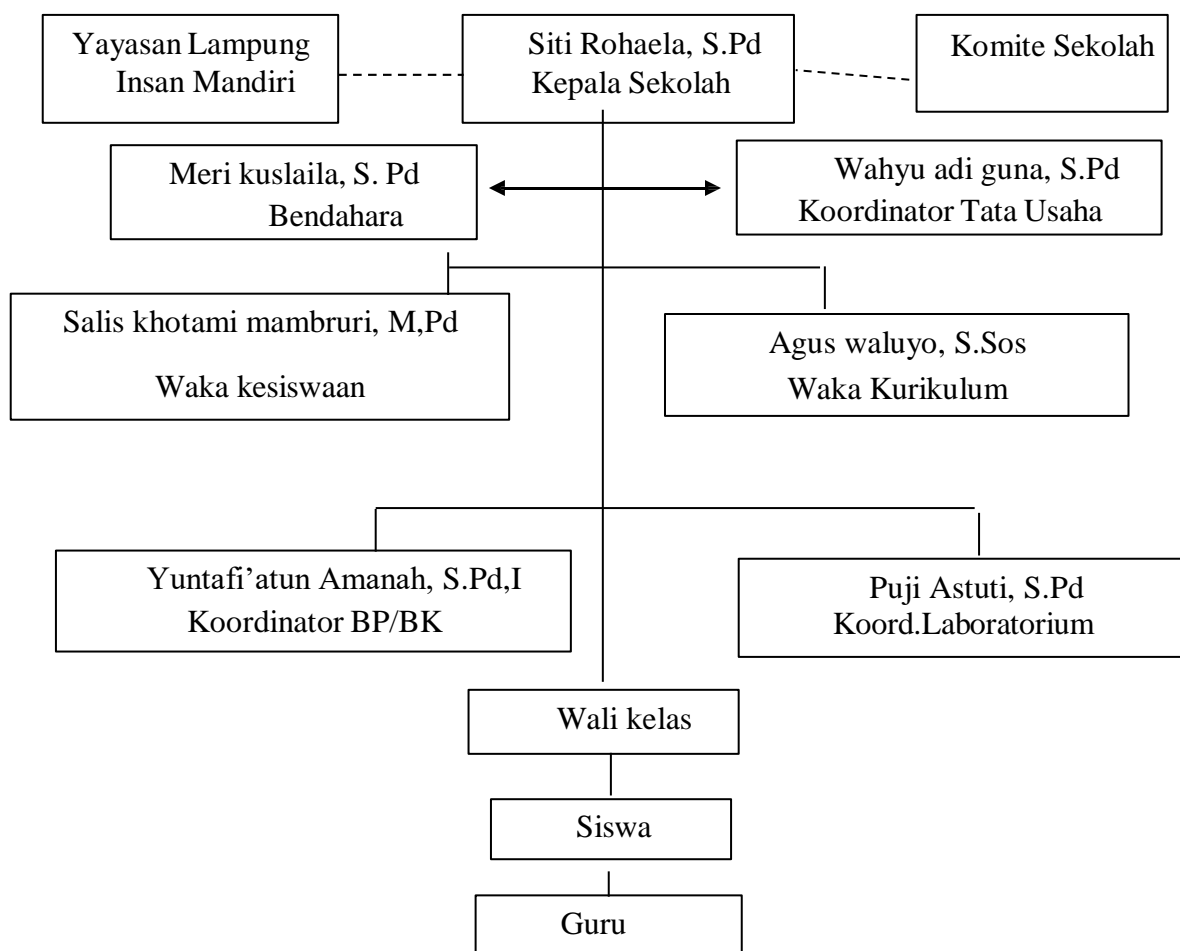 Yayasan Lampung
Insan Mandiri
Siti Rohaela, S.Pd
Kepala Sekolah
Komite Sekolah
Meri kuslaila, S. Pd
Bendahara
Wahyu adi guna, S.Pd
Koordinator Tata Usaha
Salis khotami mambruri, M,Pd
Waka kesiswaan
Agus waluyo, S.Sos
Waka Kurikulum
Yuntafi’atun Amanah, S.Pd,I
Koordinator BP/BK
Puji Astuti, S.Pd
Koord.Laboratorium
Wali kelas
Siswa
Guru